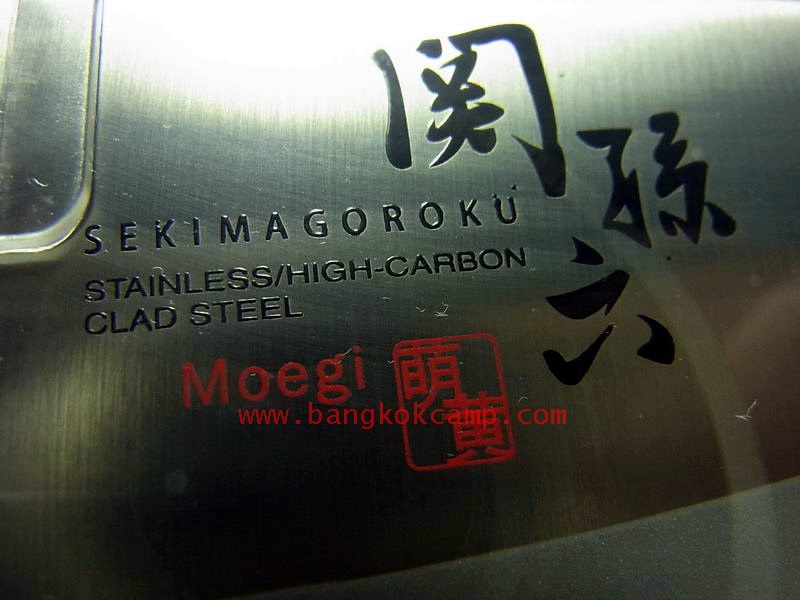 関
孫
六
SEKIMAGOROKU
STAINLESS/HIGH-CARBON
CLAD STEEL
Moegi
萌
黄
www.bangkokcamp.com